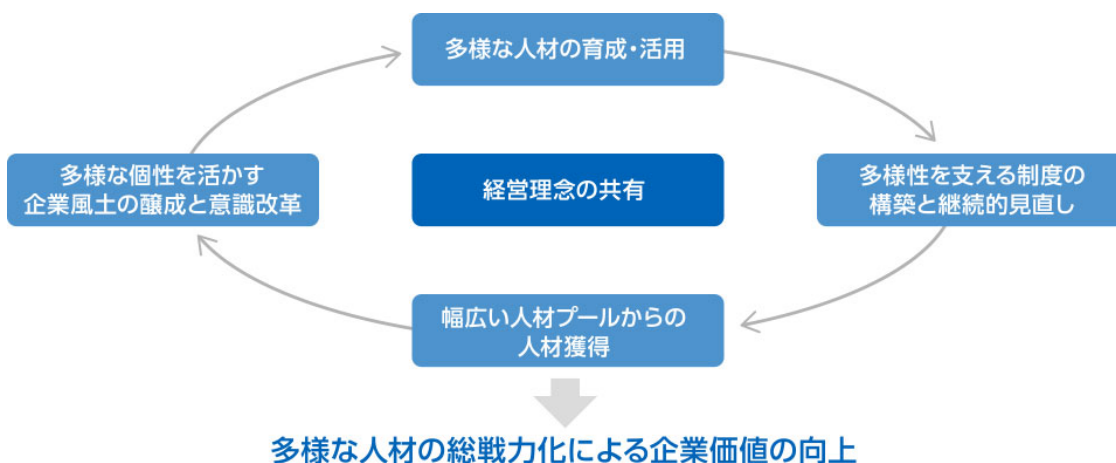 多様な人材の育成・活用
多様な個性を活かす
企業風土の醸成と意識改革
経営理念の共有
多様性を支える制度の
構築と継続的見直し
幅広い人材プールからの
人材獲得
多様な人材の総戦力化による企業価値の向上